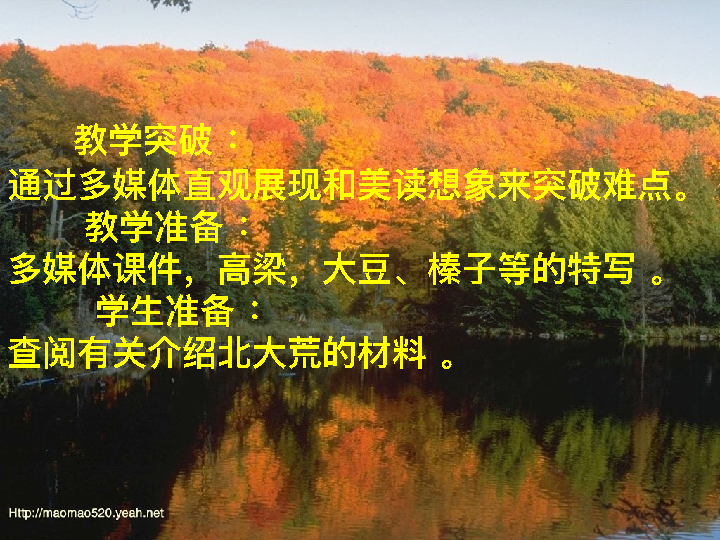 教学突破：
通过多媒体直观展现和美读想象来突破难点。
教学准备：
多媒体课件，高梁，大豆、榛子等的特写 。
学生准备：
查阅有关介绍北大荒的材料 。
Http://maomao520.yeah.net